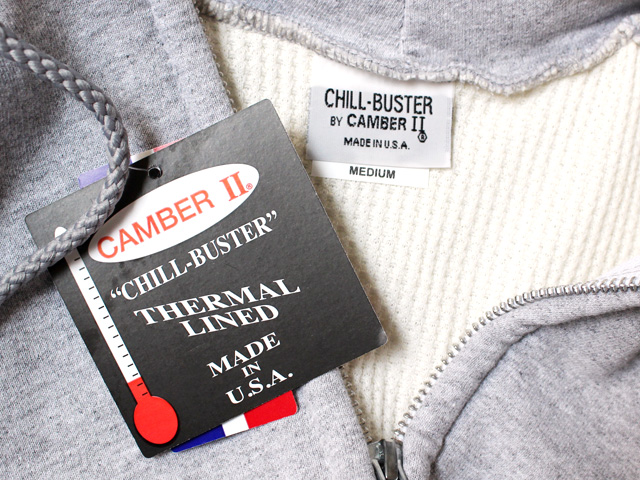 CHILL-BUSTER
BY CAMBER II®
MADE IN U.S.A.
MEDIUM
CAMBER II®
"CHILL-BUSTER"
THERMAL
LINED
MADE
IN
U.S.A.